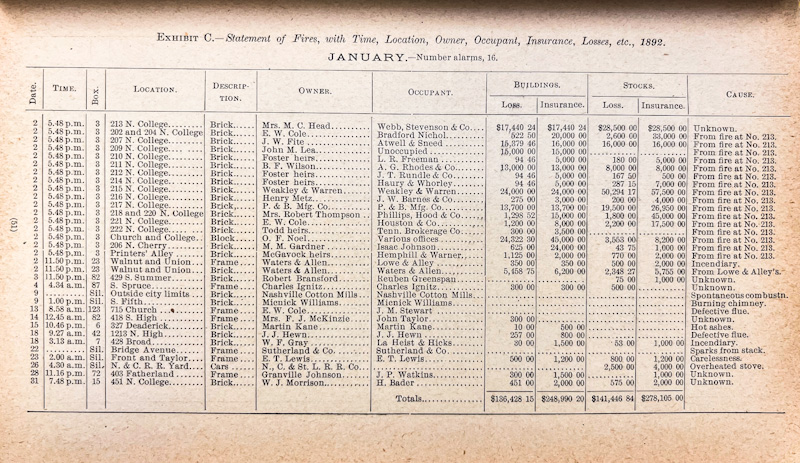 EXHIBIT C.—Statement of Fires, with Time, Location, Owner, Occupant, Insurance, Losses, etc., 1892.
JANUARY.—Number alarms, 16.
Date. TIME. Box. LOCATION. DESCRIP-TION. OWNER. OCCUPANT. BUILDINGS. STOCKS. CAUSE.
Loss. Insurance. Loss. Insurance.
2 5.48 p.m. 3 213 N. College Brick Mrs. M. C. Head Webb, Stevenson & Co $17,440 24 $17,440 24 $28,500 00 $28,500 00 Unknown.
2 5.48 p.m. 3 202 and 204 N. College Brick E. W. Cole Bradford Nichol 522 50 20,000 00 2,600 00 33,000 00 From fire at No. 213.
2 5.48 p.m. 3 207 N. College Brick J. W. Fite Atwell & Sneed 15,379 46 16,000 00 16,000 00 16,000 00 From fire at No. 213.
2 5.48 p.m. 3 209 N. College Brick John M. Lea Unoccupied 15,000 00 15,000 00 From fire at No. 213.
2 5.48 p.m. 3 210 N. College Brick Foster heirs L. R. Freeman 94 46 5,000 00 180 00 5,000 00 From fire at No. 213.
2 5.48 p.m. 3 211 N. College Brick B. F. Wilson A. G. Rhodes & Co 13,000 00 13,000 00 8,000 00 8,000 00 From fire at No. 213.
2 5.48 p.m. 3 212 N. College Brick Foster heirs J. T. Rundle & Co 94 46 5,000 00 167 50 500 00 From fire at No. 213.
2 5.48 p.m. 3 214 N. College Brick Foster heirs Haury & Whorley 94 46 5,000 00 287 15 7,000 00 From fire at No. 213.
2 5.48 p.m. 3 215 N. College Brick Weakley & Warren Weakley & Warren 24,000 00 24,000 00 50,294 17 57,500 00 From fire at No. 213.
2 5.48 p.m. 3 216 N. College Brick Henry Metz J. W. Barnes & Co 275 00 3,000 00 200 00 4,000 00 From fire at No. 213.
2 5.48 p.m. 3 217 N. College Brick P. & B. Mfg. Co P. & B. Mfg. Co 13,700 00 13,700 00 19,500 00 26,950 00 From fire at No. 213.
2 5.48 p.m. 3 218 and 220 N. College Brick Mrs. Robert Thompson Phillips, Hood & Co 1,298 52 15,000 00 1,800 00 45,000 00 From fire at No. 213.
2 5.48 p.m. 3 221 N. College Brick E. W. Cole Houston & Co 1,200 00 8,000 00 2,200 00 17,500 00 From fire at No. 213.
2 5.48 p.m. 3 222 N. College Brick Todd heirs Tenn. Brokerage Co 300 00 3,500 00 From fire at No. 213.
2 5.48 p.m. 3 Church and College Block O. F. Noel Various offices 24,322 30 45,000 00 3,553 00 8,200 00 From fire at No. 213.
2 5.48 p.m. 3 206 N. Cherry Brick M. M. Gardner Isaac Johnson 625 00 24,000 00 43 75 1,000 00 From fire at No. 213.
2 5.48 p.m. 3 Printers' Alley Brick McGavock heirs Hemphill & Warner 1,125 00 2,000 00 770 00 2,000 00 From fire at No. 213.
2 11.50 p.m. 23 Walnut and Union Frame Waters & Allen Lowe & Alley 350 00 350 00 500 00 2,000 00 Incendiary.
2 11.50 p.m. 23 Walnut and Union Brick Waters & Allen Waters & Allen 5,458 75 6,200 00 2,348 27 5,755 00 From Lowe & Alley's.
3 11.50 p.m. 82 429 S. Summer Brick Robert Bransford Reuben Greenspan 75 00 1,000 00 Unknown.
4 4.34 a.m. 87 S. Spruce Frame Charles Ignitz Charles Ignitz 300 00 300 00 500 00 Unknown.
9 Sil. Outside city limits Brick Nashville Cotton Mills Nashville Cotton Mills Spontaneous combustn.
9 1.00 p.m. Sil. S. Fifth Brick Mienick Williams Mienick Williams Burning chimney.
13 8.58 a.m. 123 715 Church Frame E. W. Cole J. M. Stewart Defective flue.
14 12.45 a.m. 82 418 S. High Frame Mrs. F. J. McKinzie John Taylor 300 00 Unknown.
15 10.46 p.m. 6 327 Deaderick Brick Martin Kane Martin Kane 10 00 800 00 Hot ashes.
18 9.27 a.m. 42 1213 N. High Brick J. J. Hewn J. J. Hewn 257 00 800 00 Defective flue.
18 3.13 a.m. 7 428 Broad Brick W. F. Gray La Heist & Hicks 30 00 1,500 00 53 00 1,000 00 Incendiary.
22 Sil. Bridge Avenue Frame Sutherland & Co Sutherland & Co Sparks from stack.
23 2.00 a.m. Sil. Front and Taylor Frame E. T. Lewis E. T. Lewis 500 00 1,200 00 800 00 1,200 00 Carelessness.
26 4.30 a.m. Sil. N. & C. R. R. Yard Cars N., C. & St. L. R. R. Co 2,500 00 4,000 00 Overheated stove.
28 11.16 p.m. 72 403 Fatherland Frame Granville Johnson J. P. Watkins 300 00 1,500 00 1,000 00 Unknown.
31 7.48 p.m. 15 451 N. College Brick W. J. Morrison H. Bader 451 00 2,000 00 575 00 2,000 00 Unknown.
Totals $136,428 15 $248,990 20 $141,446 84 $278,105 00